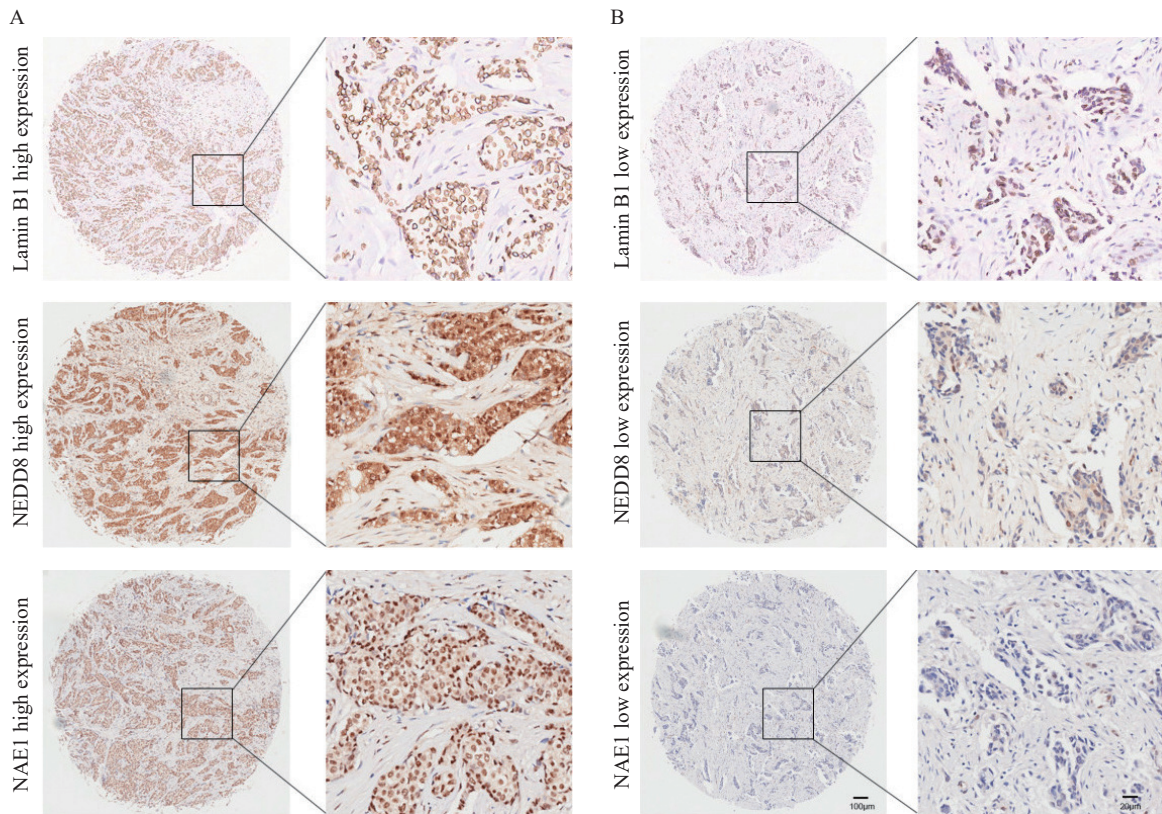 A
B
Lamin B1 high expression
Lamin B1 low expression
NEDD8 high expression
NEDD8 low expression
NAE1 high expression
NAE1 low expression
100μm
20μm